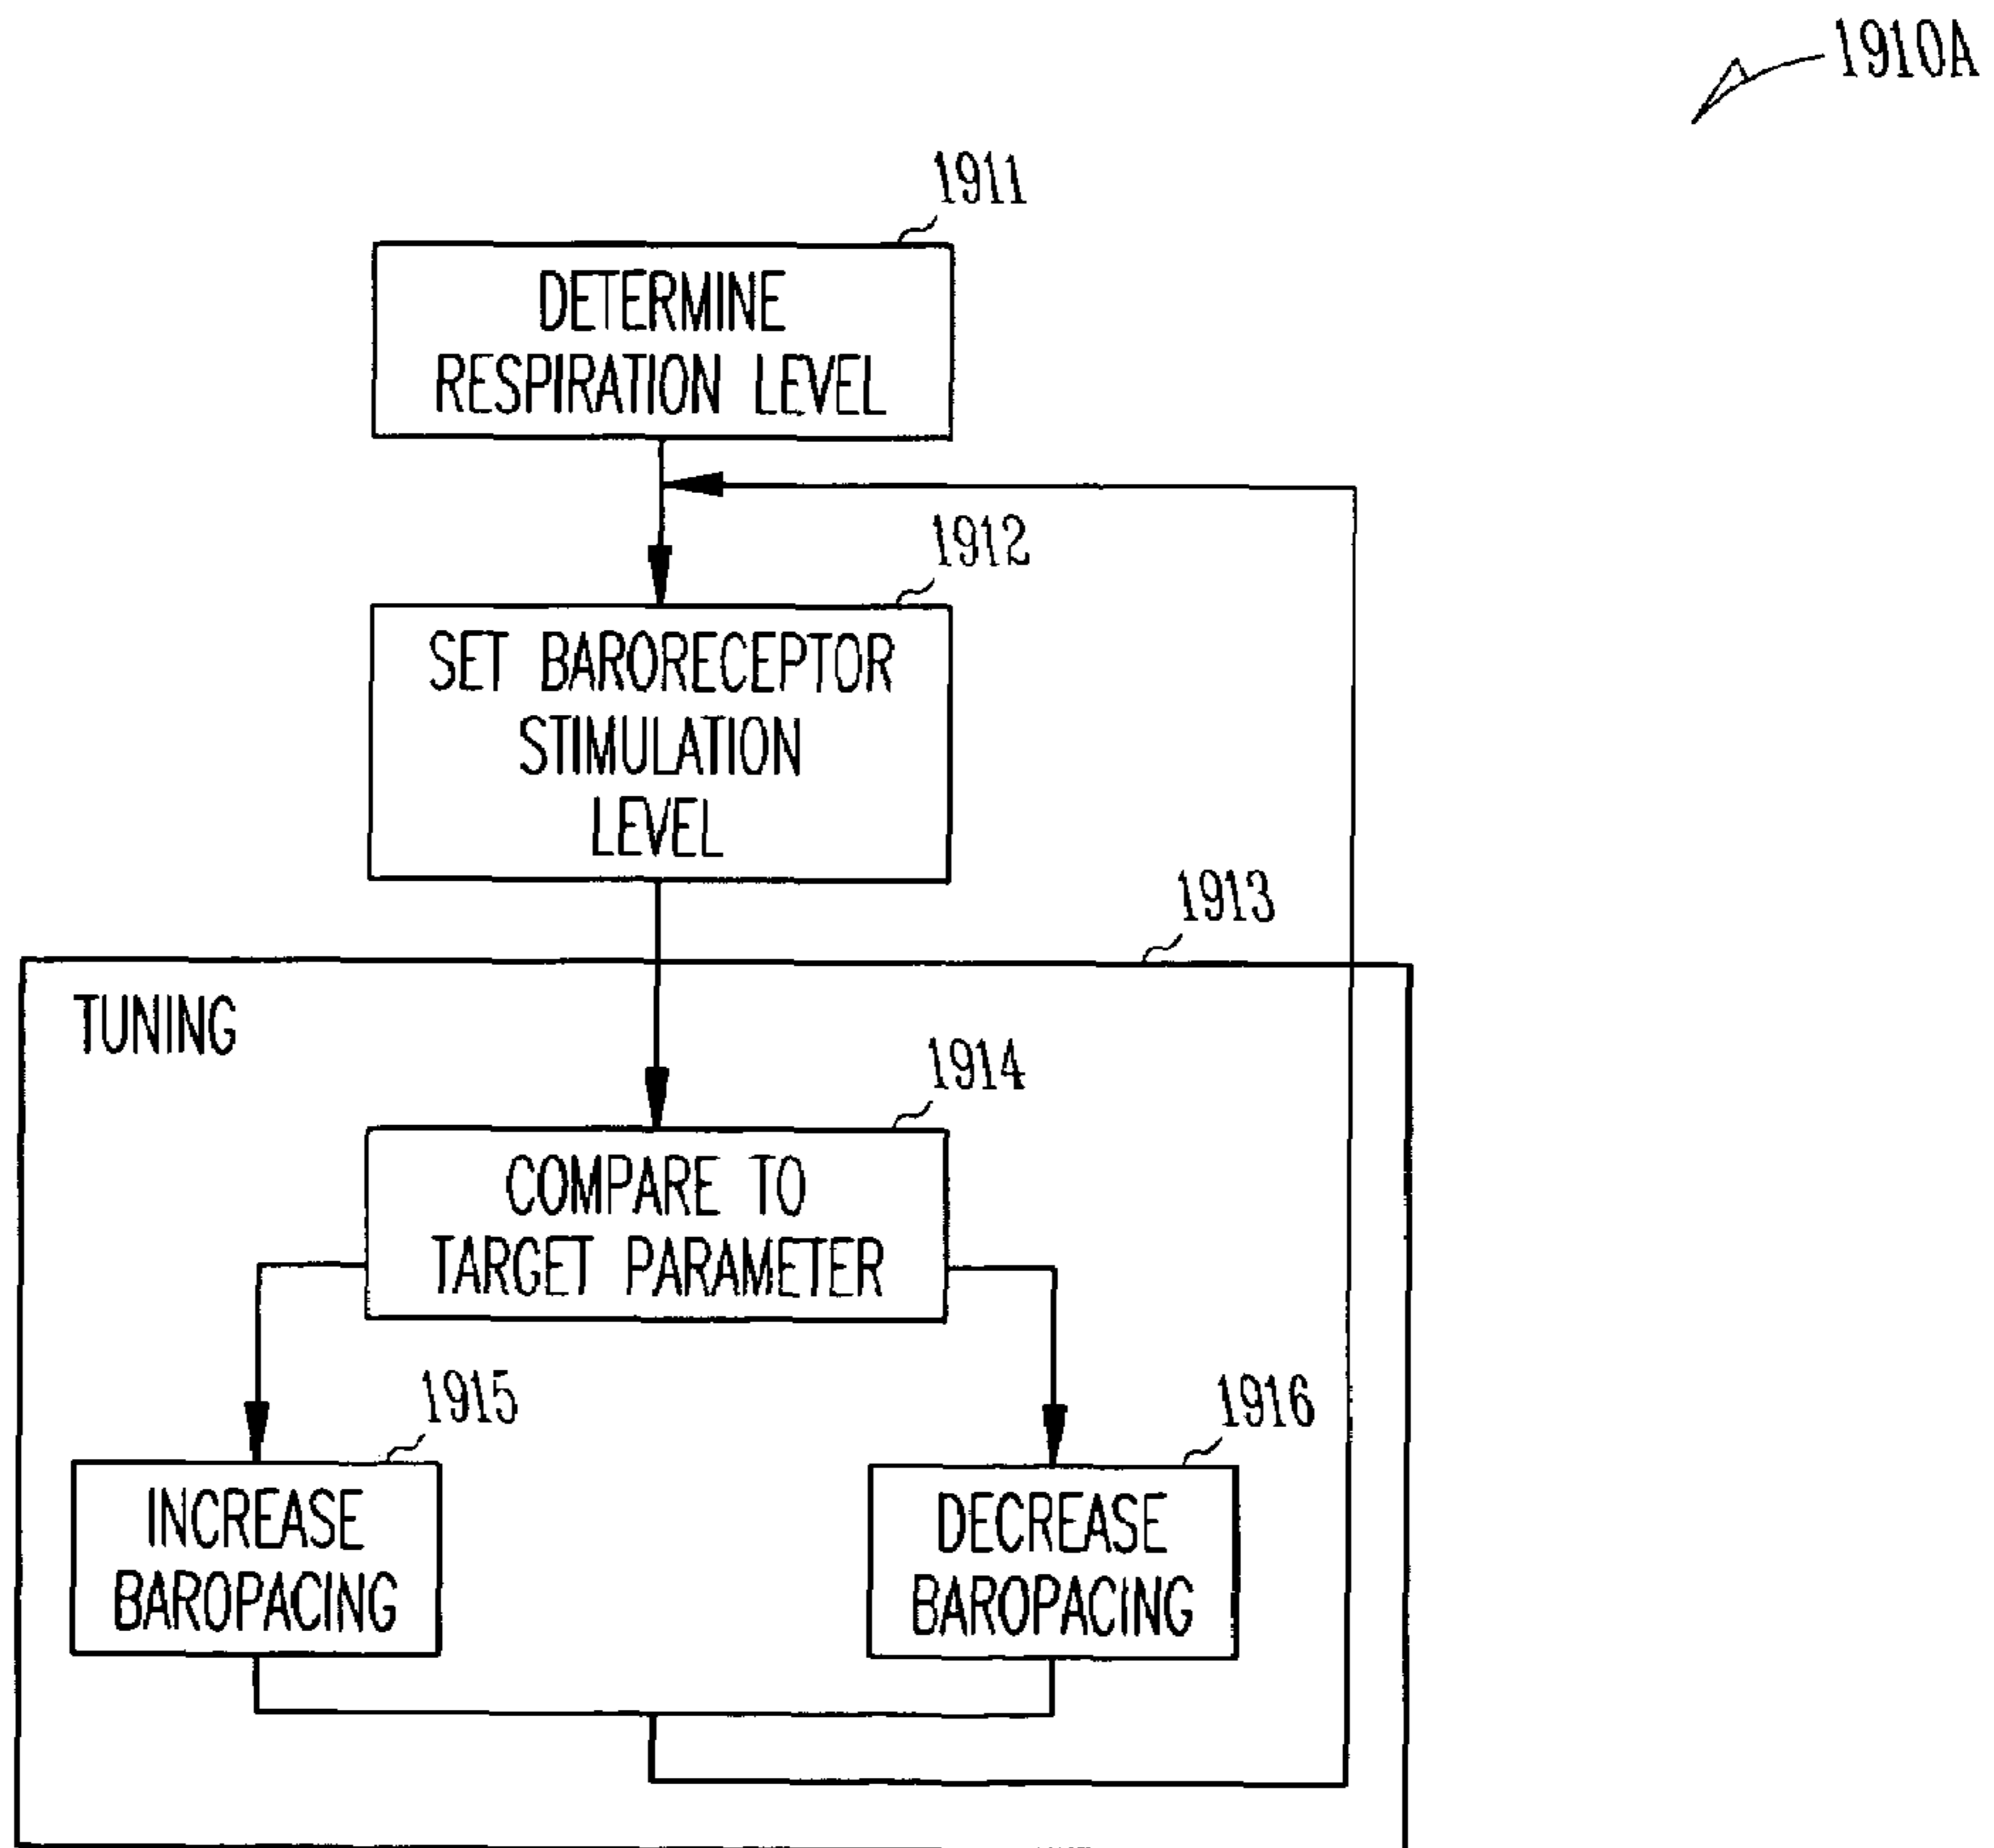 1910A
1911
DETERMINE
RESPIRATION LEVEL
1912
SET BARORECEPTOR
STIMULATION
LEVEL
1913
TUNING
1914
COMPARE TO
TARGET PARAMETER
1915
INCREASE
BAROPACING
1916
DECREASE
BAROPACING